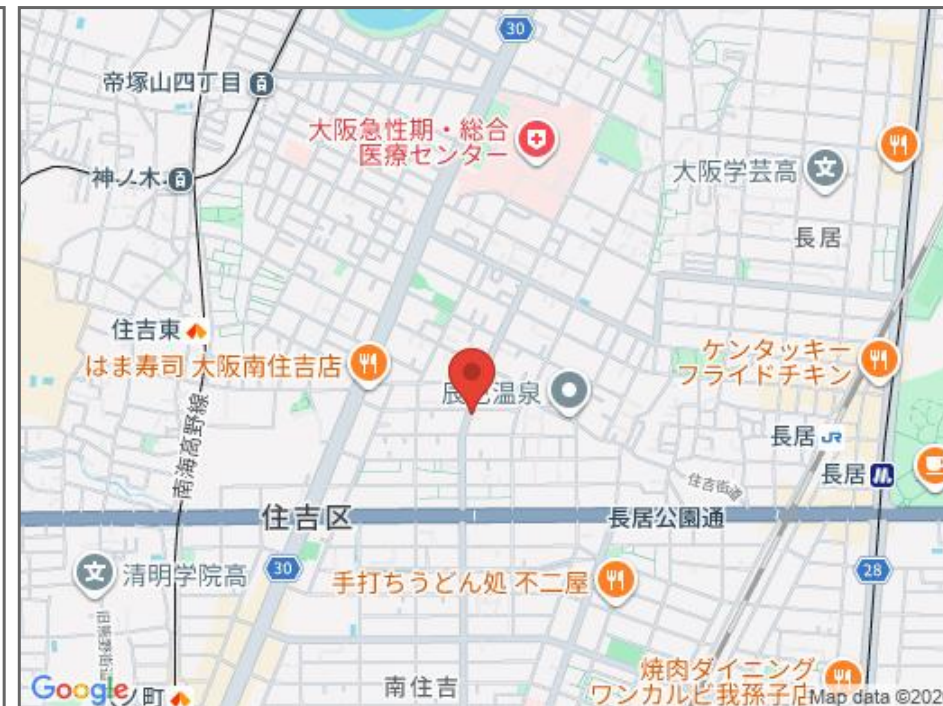 30
帝塚山四丁目
大阪急性期・総合
医療センター
神ノ木
大阪学芸高
長居
住吉東
はま寿司 大阪南住吉店
ケンタッキー
フライドチキン
温泉
長居 JR
南海高野線
長居
住吉街道
住吉区
長居公園通
清明学院高
30
手打ちうどん処 不二屋
28
南住吉
焼肉ダイニング
ワンカルビ我孫子店
Google
ノ町
Map data ©202